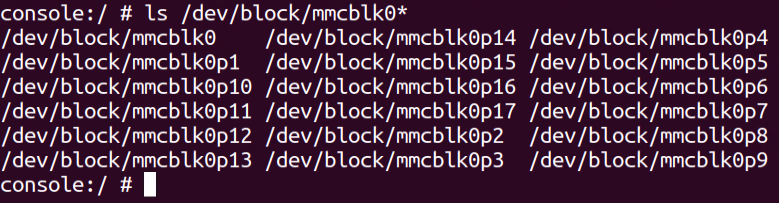 console:/ # ls /dev/block/mmcblk0*
/dev/block/mmcblk0    /dev/block/mmcblk0p14 /dev/block/mmcblk0p4
/dev/block/mmcblk0p1  /dev/block/mmcblk0p15 /dev/block/mmcblk0p5
/dev/block/mmcblk0p10 /dev/block/mmcblk0p16 /dev/block/mmcblk0p6
/dev/block/mmcblk0p11 /dev/block/mmcblk0p17 /dev/block/mmcblk0p7
/dev/block/mmcblk0p12 /dev/block/mmcblk0p2  /dev/block/mmcblk0p8
/dev/block/mmcblk0p13 /dev/block/mmcblk0p3  /dev/block/mmcblk0p9
console:/ #